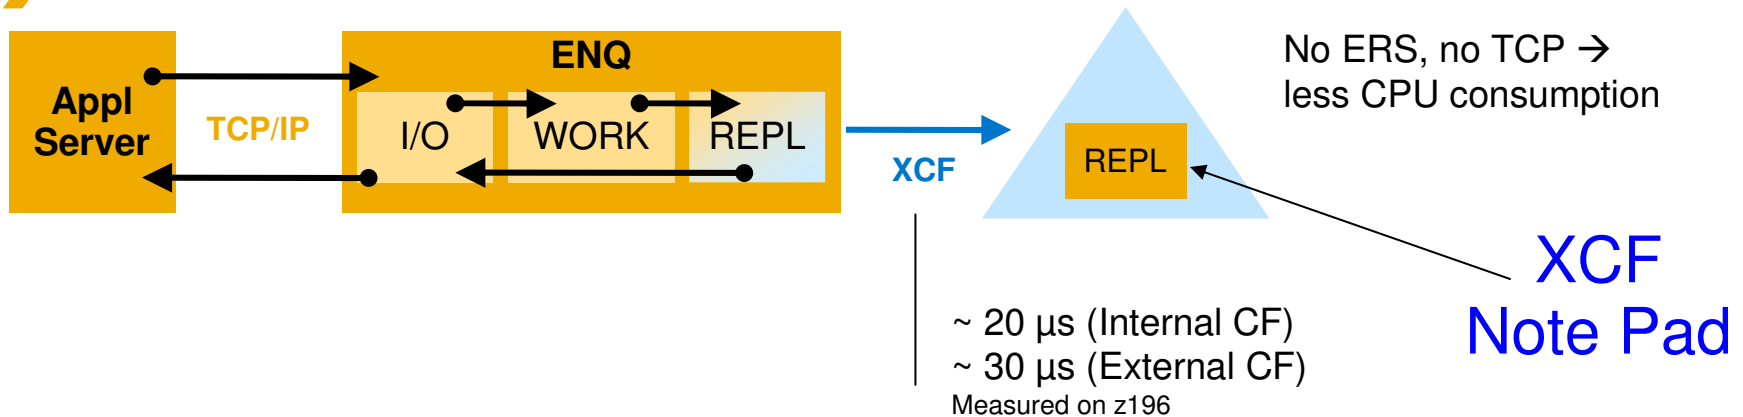 ENQ
Appl
Server
TCP/IP
I/O
WORK
REPL
XCF
REPL
No ERS, no TCP →
less CPU consumption
XCF
Note Pad
~ 20 µs (Internal CF)
~ 30 µs (External CF)
Measured on z196